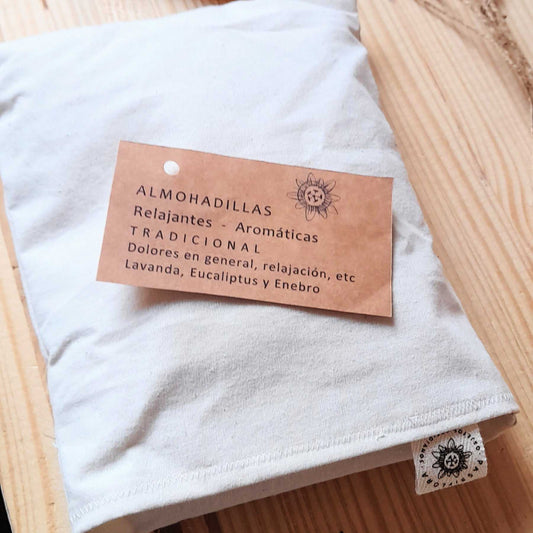 ALMOHADILLAS
Relajantes - Aromáticas
TRADICIONAL
Dolores en general, relajación, etc
Lavanda, Eucaliptus y Enebro